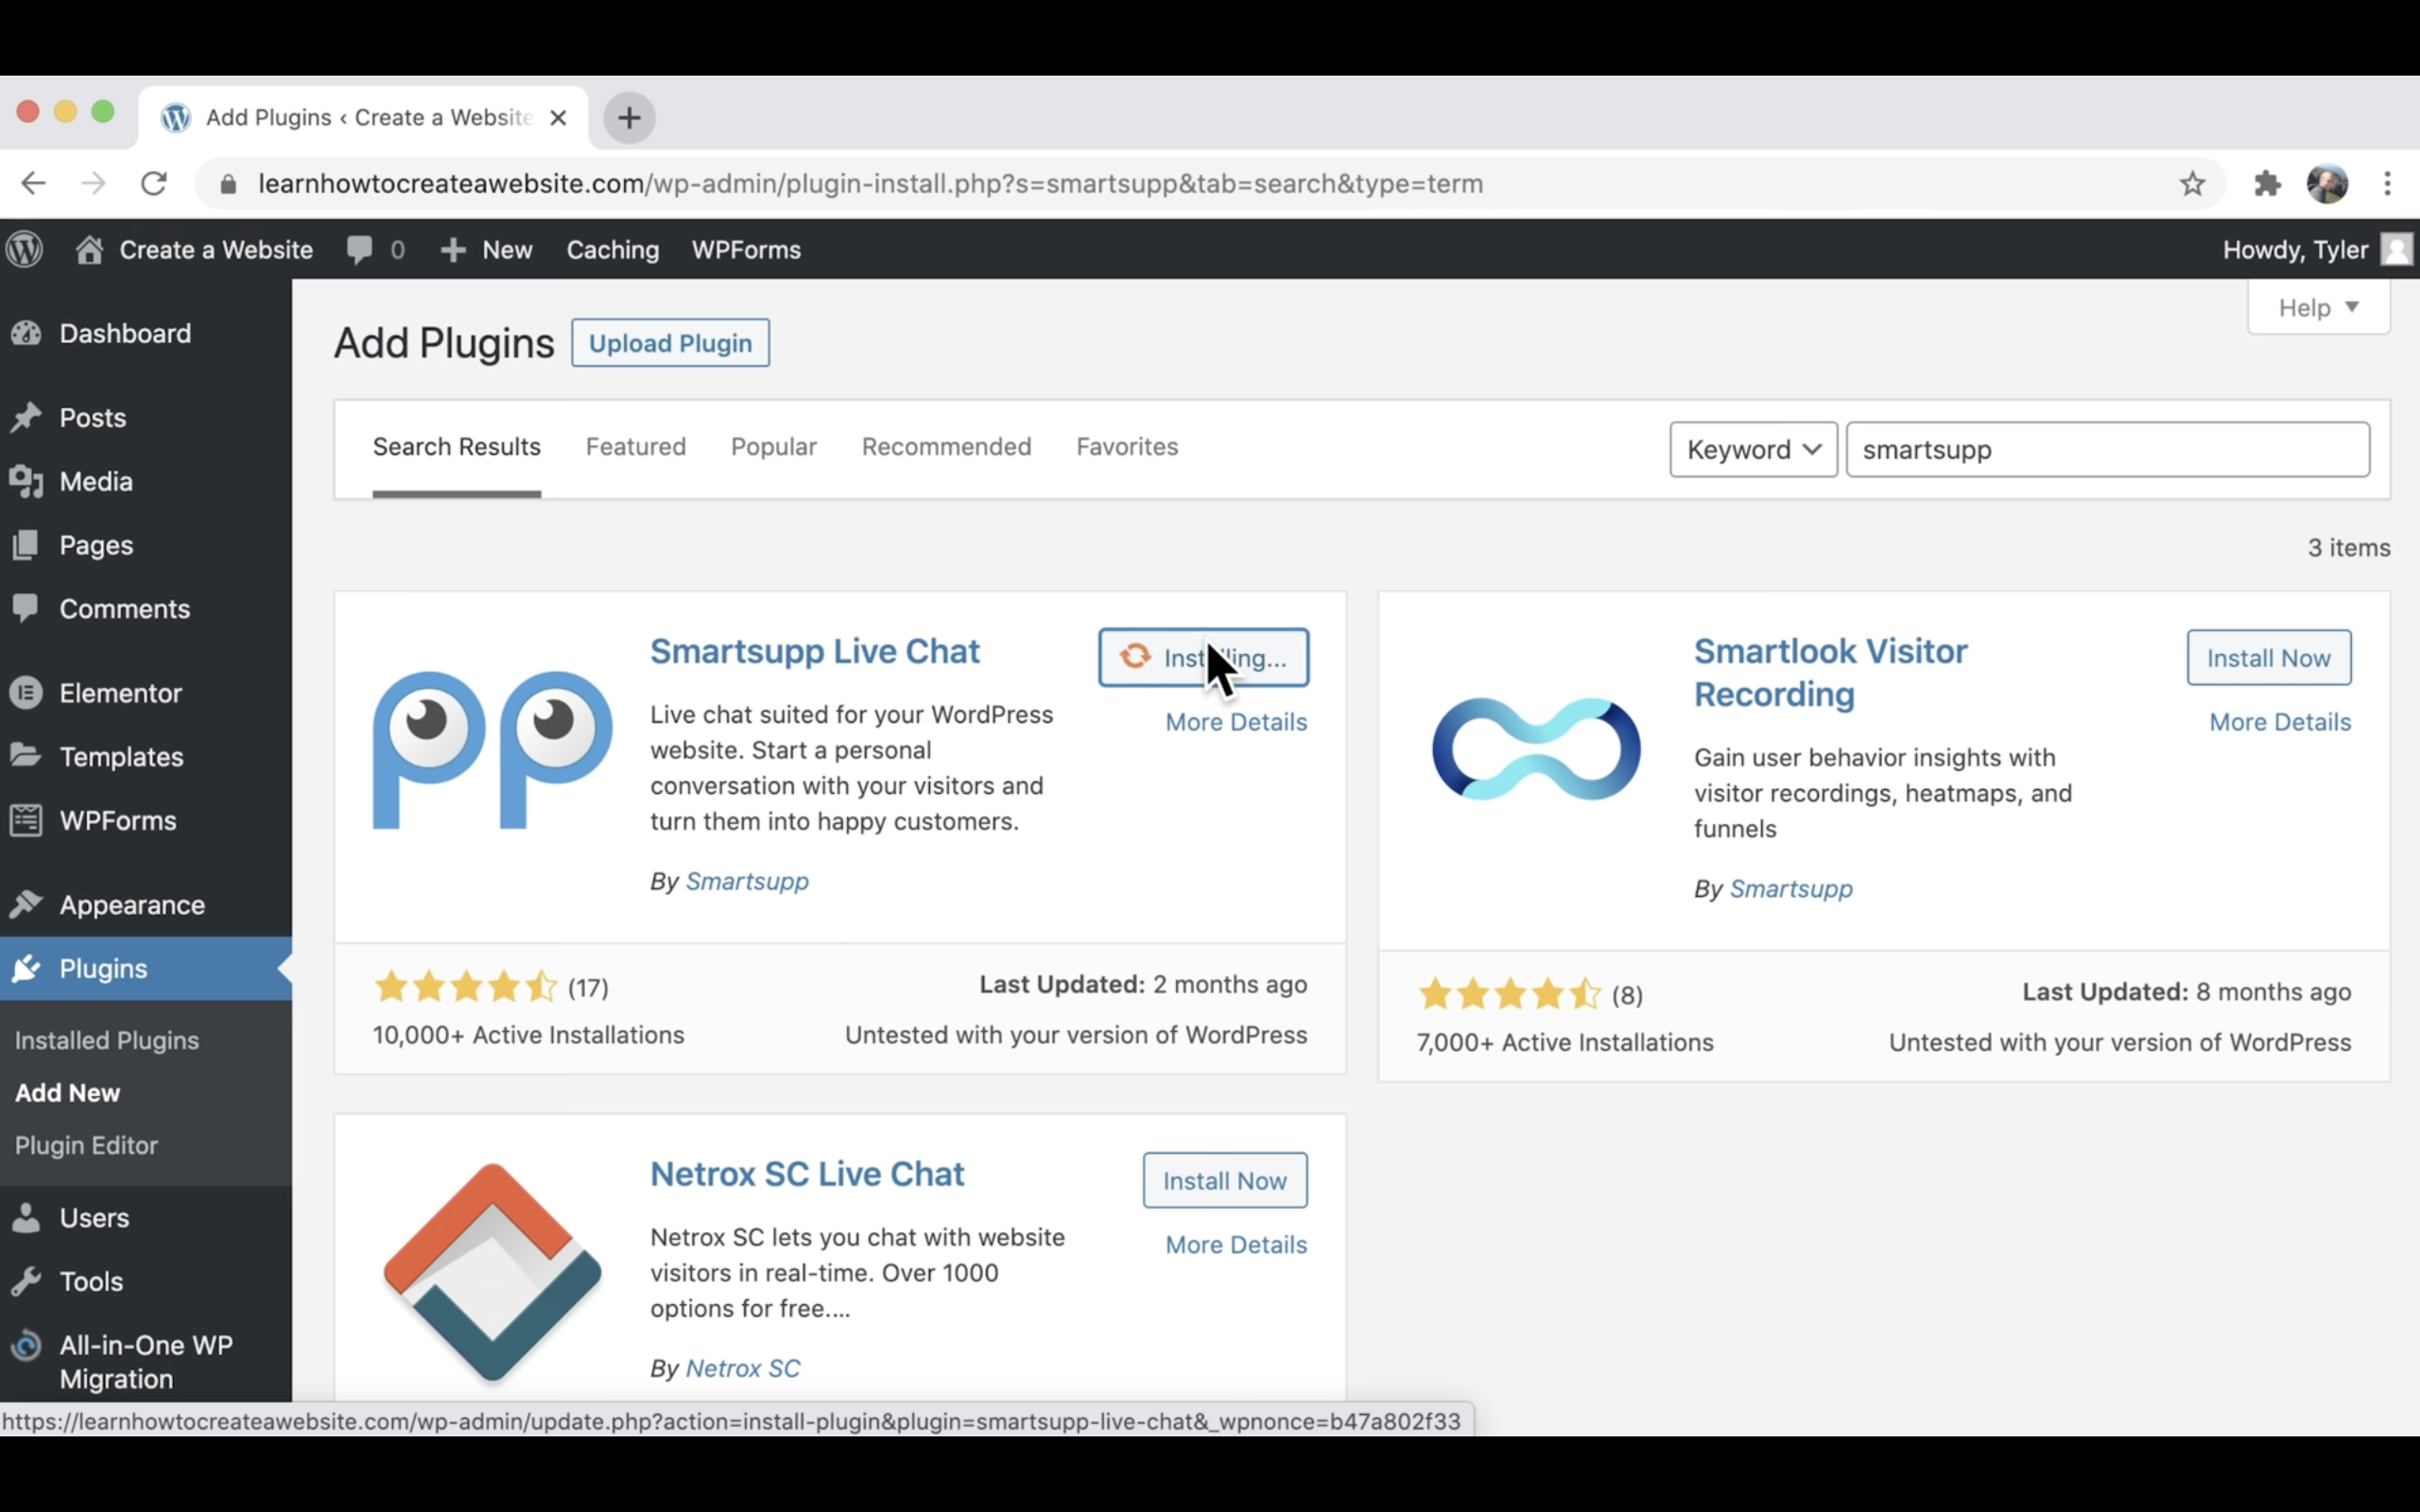 Add Plugins ‹ Create a Website
learnhowtocreateawebsite.com/wp-admin/plugin-install.php?s=smartsupp&tab=search&type=term
Create a Website 0 New Caching WPForms Howdy, Tyler
Dashboard
Posts
Media
Pages
Comments
Elementor
Templates
WPForms
Appearance
Plugins
Installed Plugins
Add New
Plugin Editor
Users
Tools
All-in-One WP
Migration
Help
Add Plugins Upload Plugin
Search Results Featured Popular Recommended Favorites Keyword smartsupp
3 items
Smartsupp Live Chat
Installing...
More Details
Live chat suited for your WordPress
website. Start a personal
conversation with your visitors and
turn them into happy customers.
By Smartsupp
(17)
Last Updated: 2 months ago
10,000+ Active Installations
Untested with your version of WordPress
Smartlook Visitor
Recording
Install Now
More Details
Gain user behavior insights with
visitor recordings, heatmaps, and
funnels
By Smartsupp
(8)
Last Updated: 8 months ago
7,000+ Active Installations
Untested with your version of WordPress
Netrox SC Live Chat
Install Now
More Details
Netrox SC lets you chat with website
visitors in real-time. Over 1000
options for free....
By Netrox SC
https://learnhowtocreateawebsite.com/wp-admin/update.php?action=install-plugin&plugin=smartsupp-live-chat&_wpnonce=b47a802f33